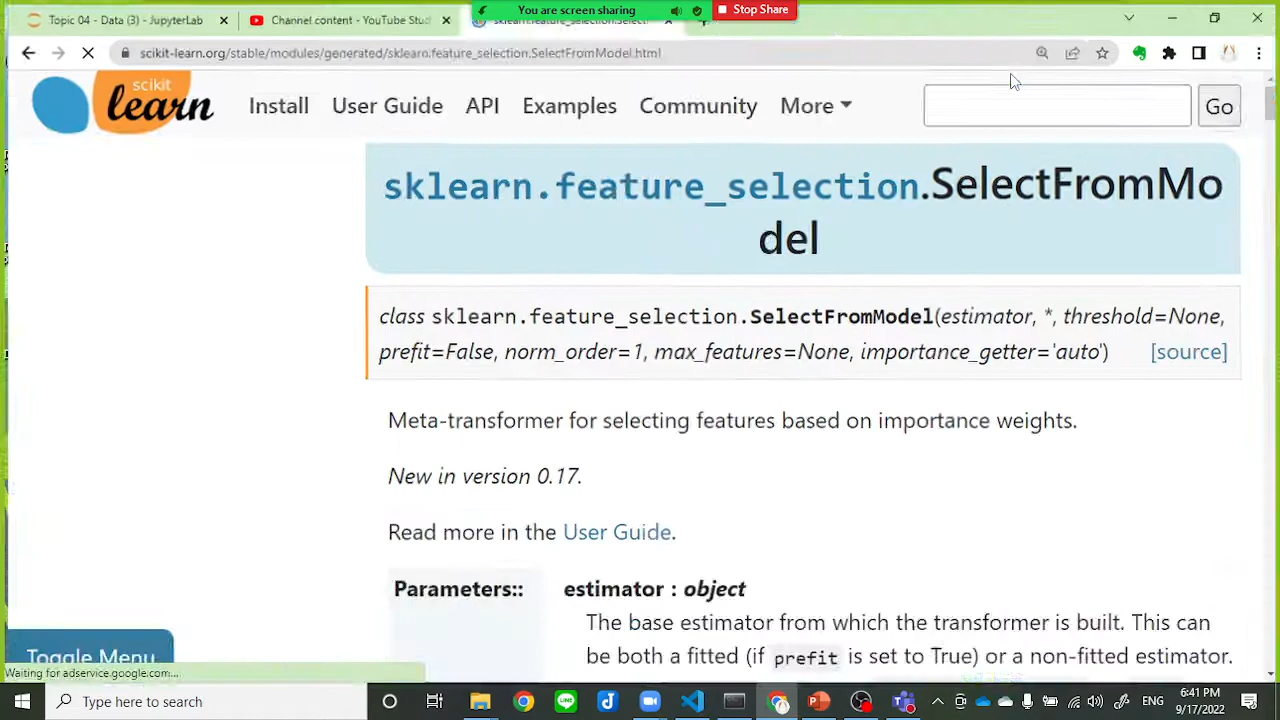 Topic 04 - Data (3) - JupyterLab
Channel content - YouTube Stud
You are screen sharing
Stop Share
scikit-learn.org/stable/modules/generated/sklearn.feature_selection.SelectFromModel.html
scikit
learn
Install
User Guide
API
Examples
Community
More
Go
sklearn.feature_selection.SelectFromMo
del
class sklearn.feature_selection.SelectFromModel(estimator, *, threshold=None,
prefit=False, norm_order=1, max_features=None, importance_getter='auto')
[source]
Meta-transformer for selecting features based on importance weights.
New in version 0.17.
Read more in the User Guide.
Parameters::
estimator : object
The base estimator from which the transformer is built. This can
be both a fitted (if prefit is set to True) or a non-fitted estimator.
Toggle Menu
Waiting for adservice.google.com...
Type here to search
ENG
6:41 PM
9/17/2022